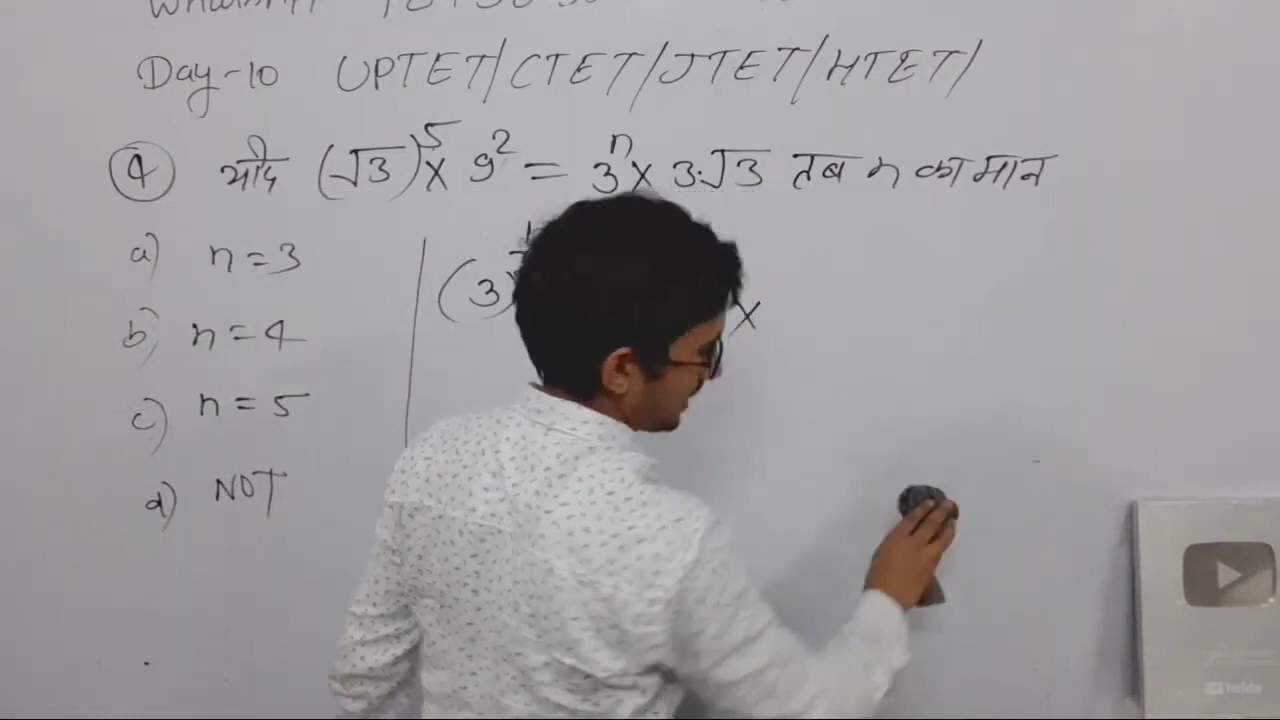 Day-10 UPTET/CTET/JTET/HTET/
④ यदि (√3)⁵ × 9² = 3ⁿ × 3·√3 तब n का मान
a) n = 3
b) n = 4
c) n = 5
d) NOT
(3)
×
YouTube